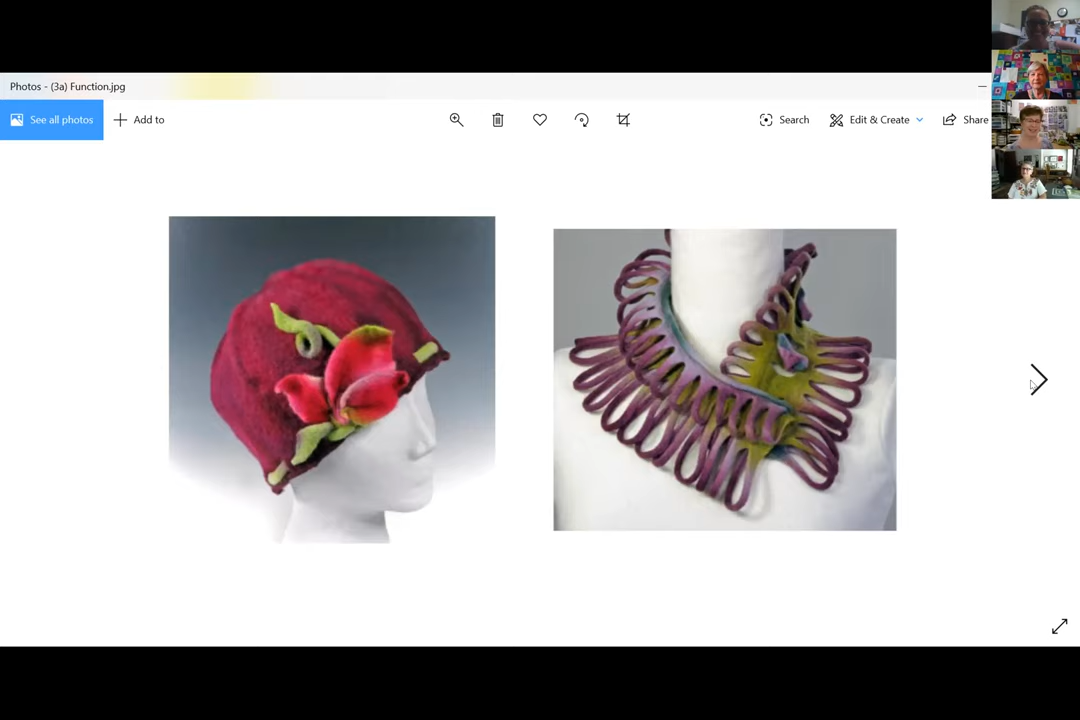 Photos - (3a) Function.jpg
See all photos
Add to
Search
Edit & Create
Share